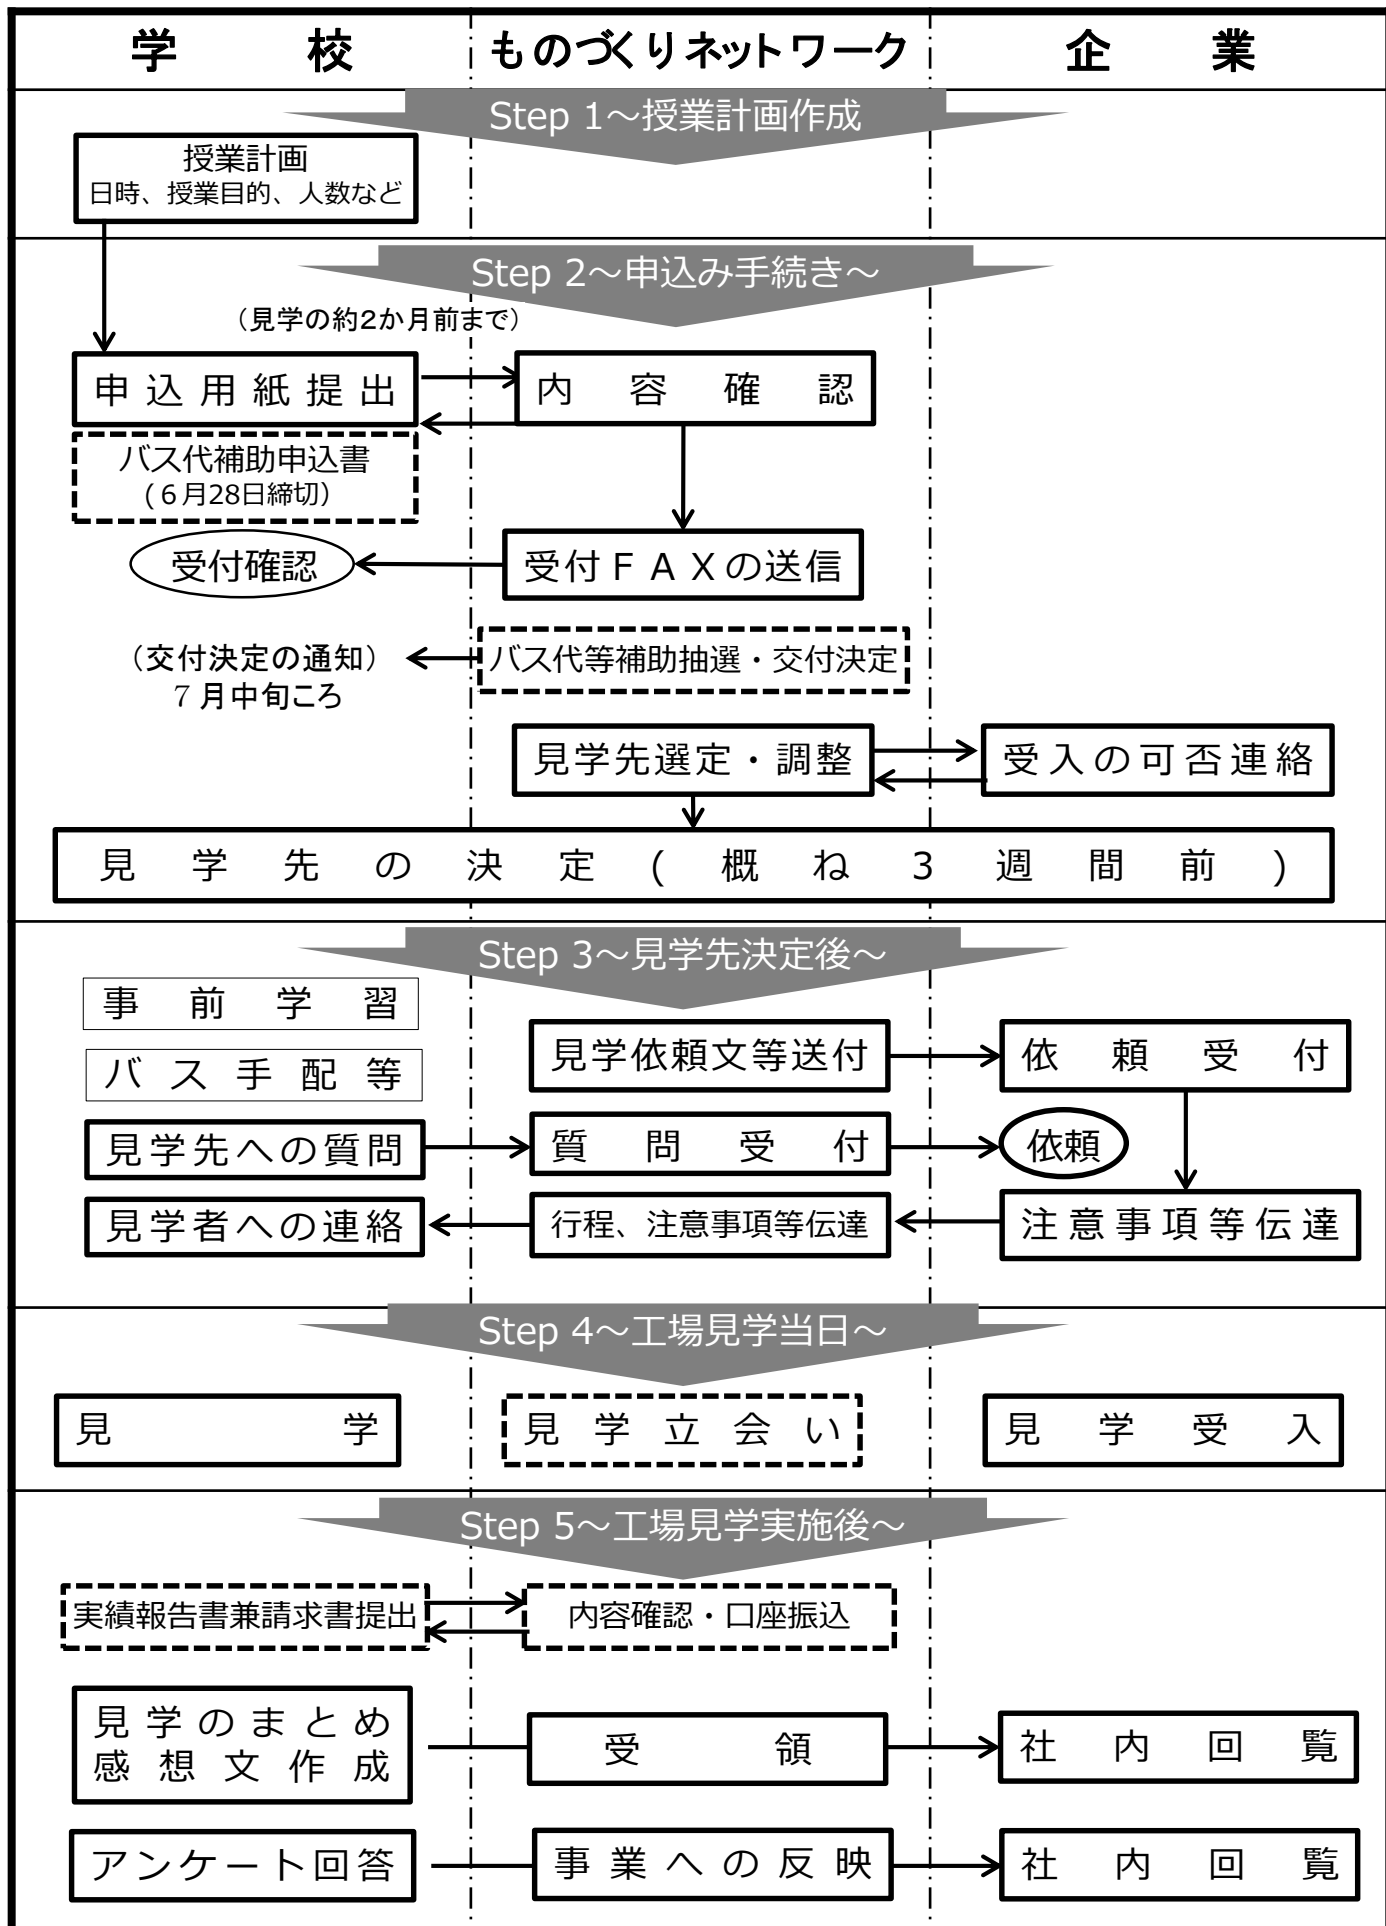 学校
ものづくりネットワーク
企業
Step 1～授業計画作成
授業計画
日時、授業目的、人数など
Step 2～申込み手続き～
（見学の約2か月前まで）
申込用紙提出
内容確認
バス代補助申込書
(６月28日締切）
受付確認
受付ＦＡＸの送信
（交付決定の通知）
７月中旬ころ
バス代等補助抽選・交付決定
見学先選定・調整
受入の可否連絡
見学先の決定(概ね3週間前)
Step 3～見学先決定後～
事前学習
バス手配等
見学依頼文等送付
依頼受付
見学先への質問
質問受付
依頼
見学者への連絡
行程、注意事項等伝達
注意事項等伝達
Step 4～工場見学当日～
見学
見学立会い
見学受入
Step 5～工場見学実施後～
実績報告書兼請求書提出
内容確認・口座振込
見学のまとめ
感想文作成
受領
社内回覧
アンケート回答
事業への反映
社内回覧